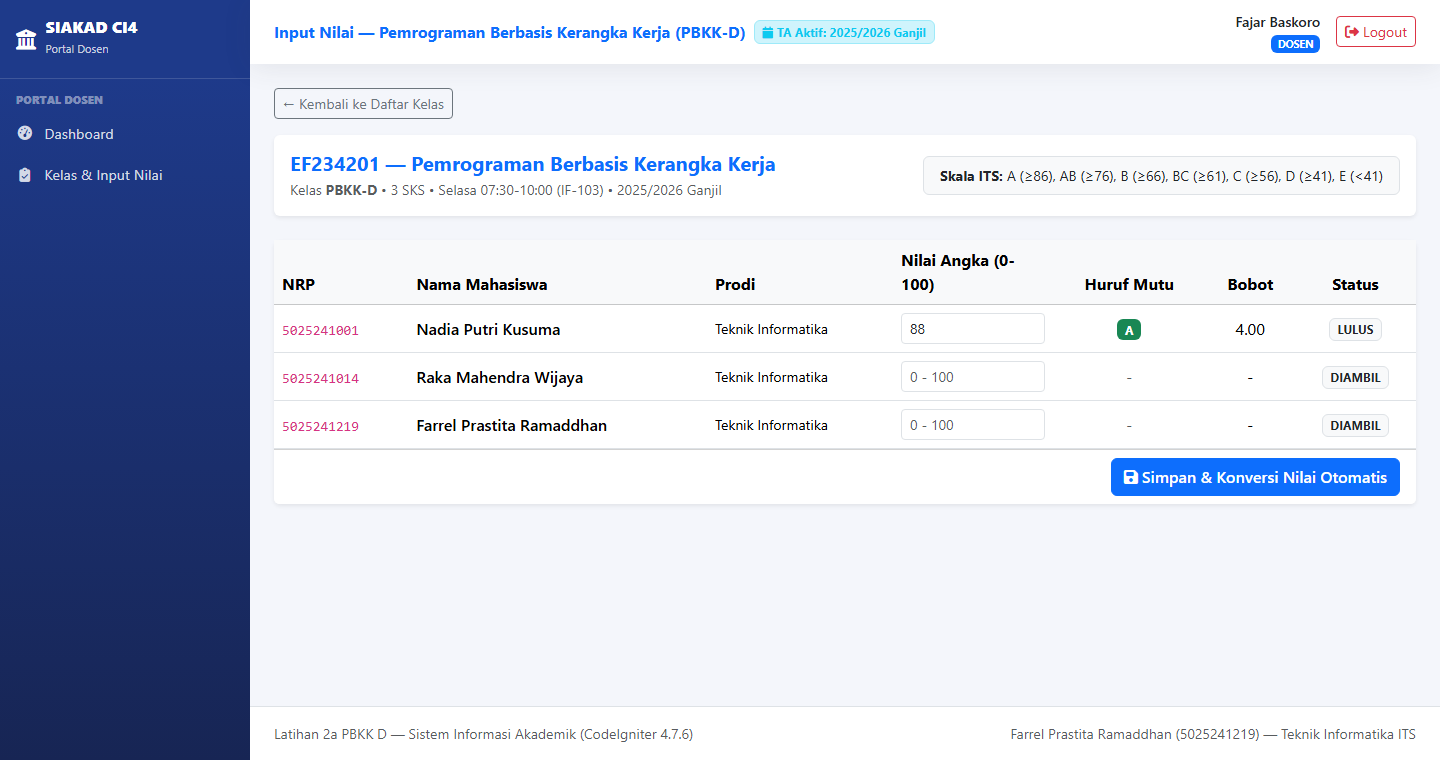 SIAKAD CI4
Portal Dosen
PORTAL DOSEN
Dashboard
Kelas & Input Nilai
Input Nilai — Pemrograman Berbasis Kerangka Kerja (PBKK-D)
TA Aktif: 2025/2026 Ganjil
Fajar Baskoro
DOSEN
Logout
← Kembali ke Daftar Kelas
EF234201 — Pemrograman Berbasis Kerangka Kerja
Kelas PBKK-D • 3 SKS • Selasa 07:30-10:00 (IF-103) • 2025/2026 Ganjil
Skala ITS: A (≥86), AB (≥76), B (≥66), BC (≥61), C (≥56), D (≥41), E (<41)
NRP Nama Mahasiswa Prodi Nilai Angka (0-
100) Huruf Mutu Bobot Status
5025241001 Nadia Putri Kusuma Teknik Informatika 88 A 4.00 LULUS
5025241014 Raka Mahendra Wijaya Teknik Informatika 0 - 100 - - DIAMBIL
5025241219 Farrel Prastita Ramaddhan Teknik Informatika 0 - 100 - - DIAMBIL
Simpan & Konversi Nilai Otomatis
Latihan 2a PBKK D — Sistem Informasi Akademik (CodeIgniter 4.7.6)
Farrel Prastita Ramaddhan (5025241219) — Teknik Informatika ITS